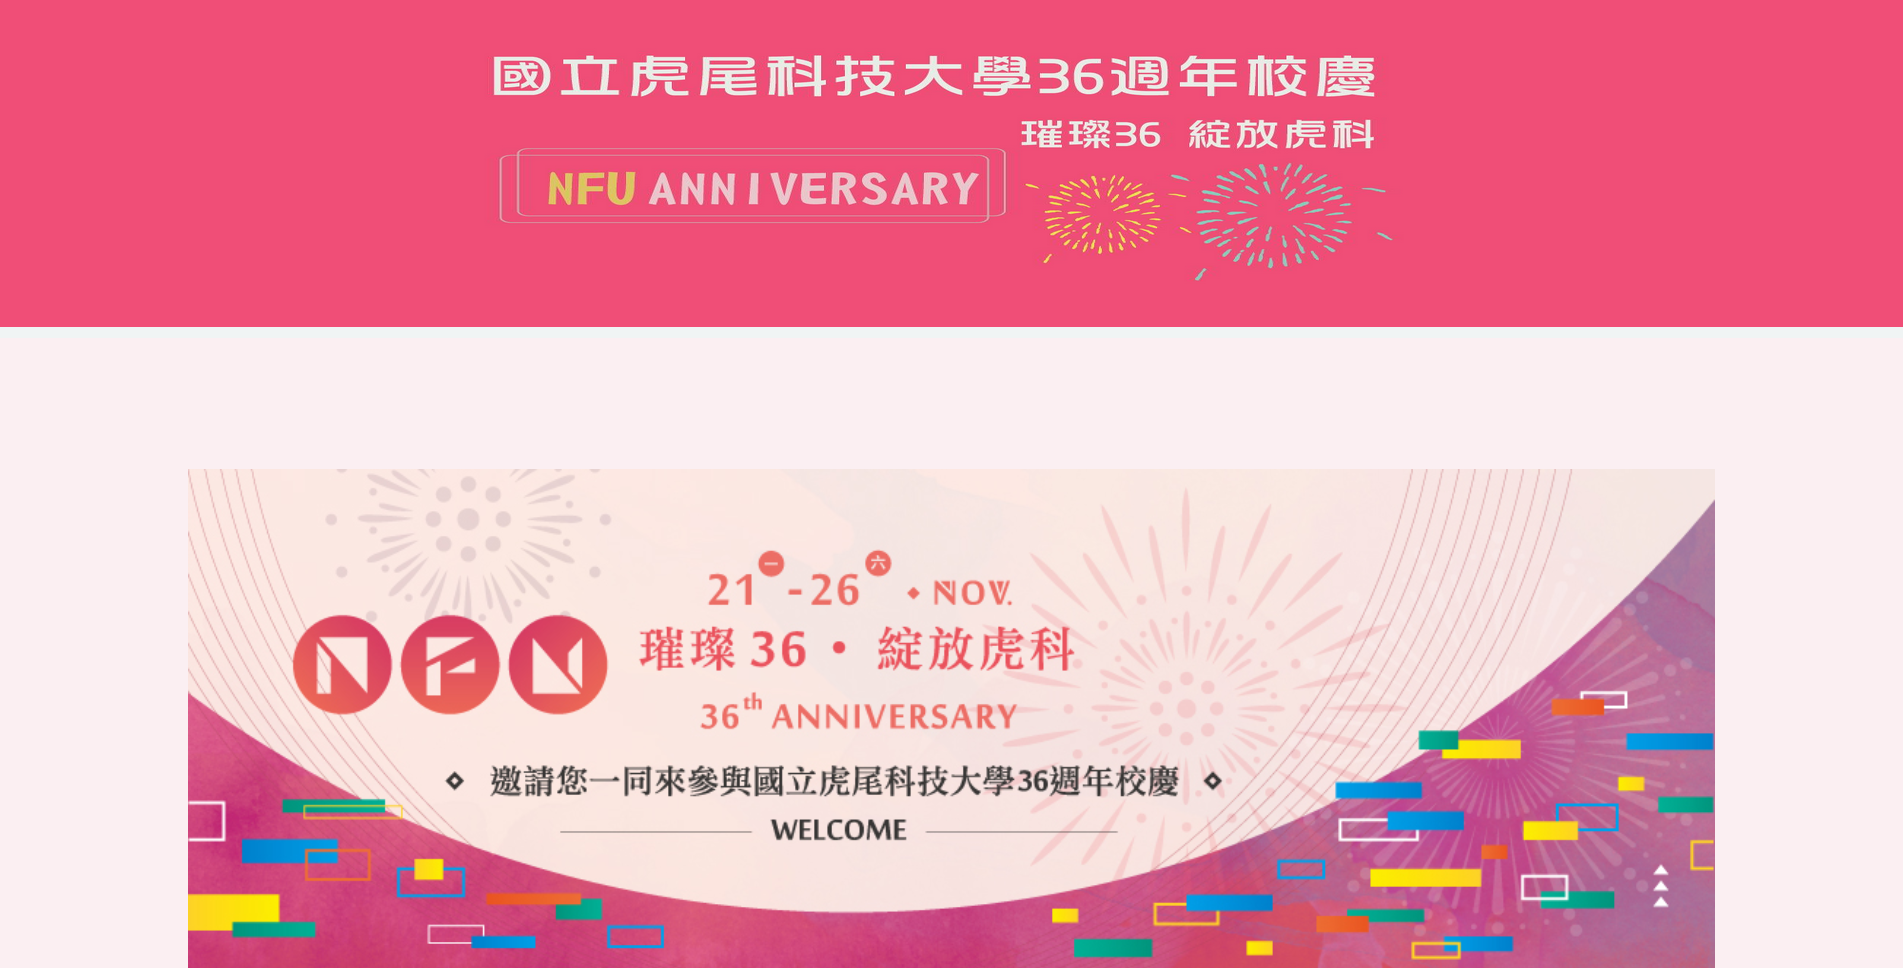 國立虎尾科技大學36週年校慶
璀璨36 綻放虎科
NFU ANNIVERSARY
21 一 - 26 六 ◆ NOV.
NFU
璀璨 36 • 綻放虎科
36th ANNIVERSARY
邀請您一同來參與國立虎尾科技大學36週年校慶
WELCOME